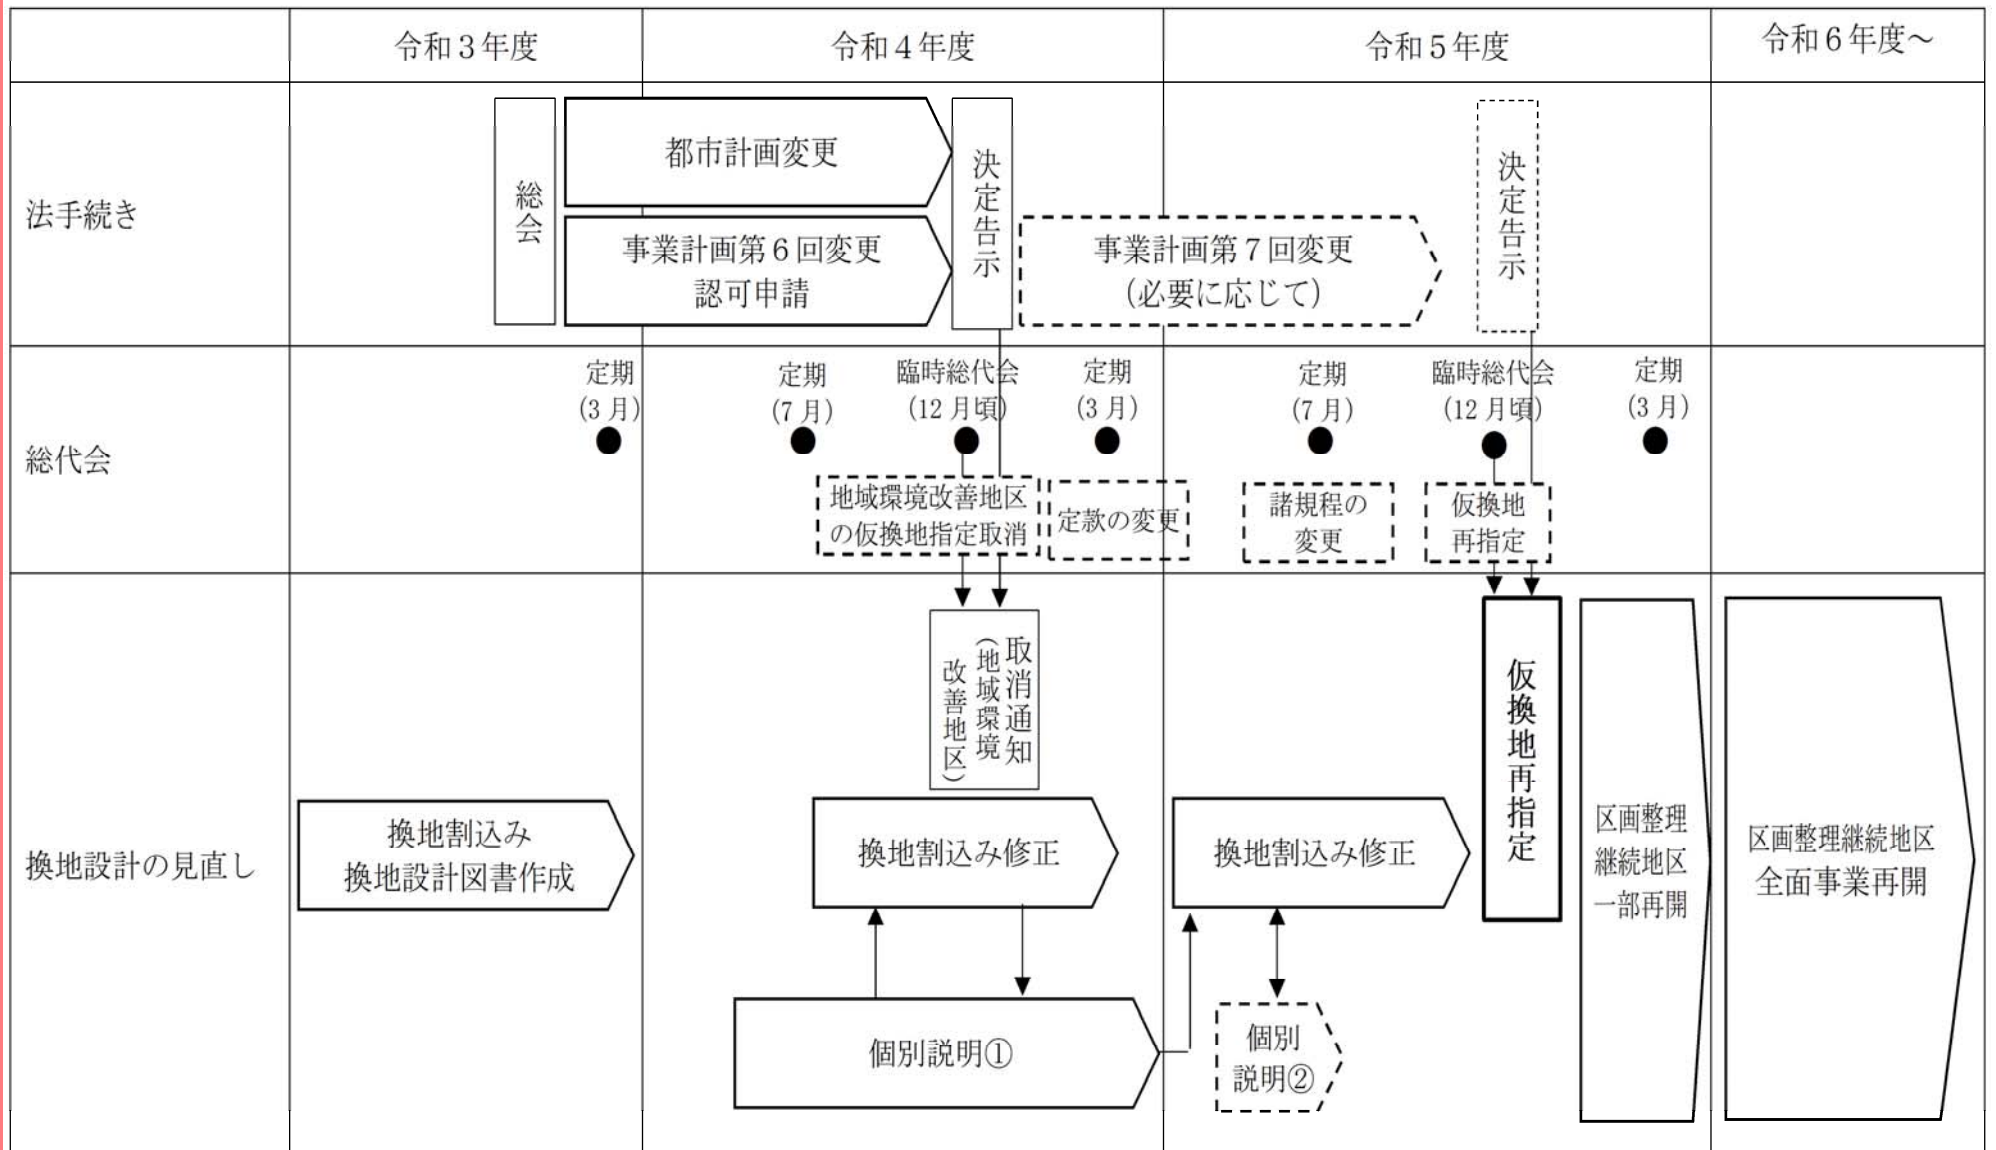 令和３年度
令和４年度
令和５年度
令和６年度～
法手続き
総会
都市計画変更
事業計画第６回変更
認可申請
決定告示
事業計画第７回変更
（必要に応じて）
決定告示
総代会
定期
（３月）
定期
（７月）
臨時総代会
（12月頃）
定期
（３月）
定期
（７月）
臨時総代会
（12月頃）
定期
（３月）
地域環境改善地区
の仮換地指定取消
定款の変更
諸規程の
変更
仮換地
再指定
換地設計の見直し
換地割込み
換地設計図書作成
取消通知
（地域環境
改善地区）
換地割込み修正
個別説明①
換地割込み修正
個別
説明②
仮換地再指定
区画整理
継続地区
一部再開
区画整理継続地区
全面事業再開